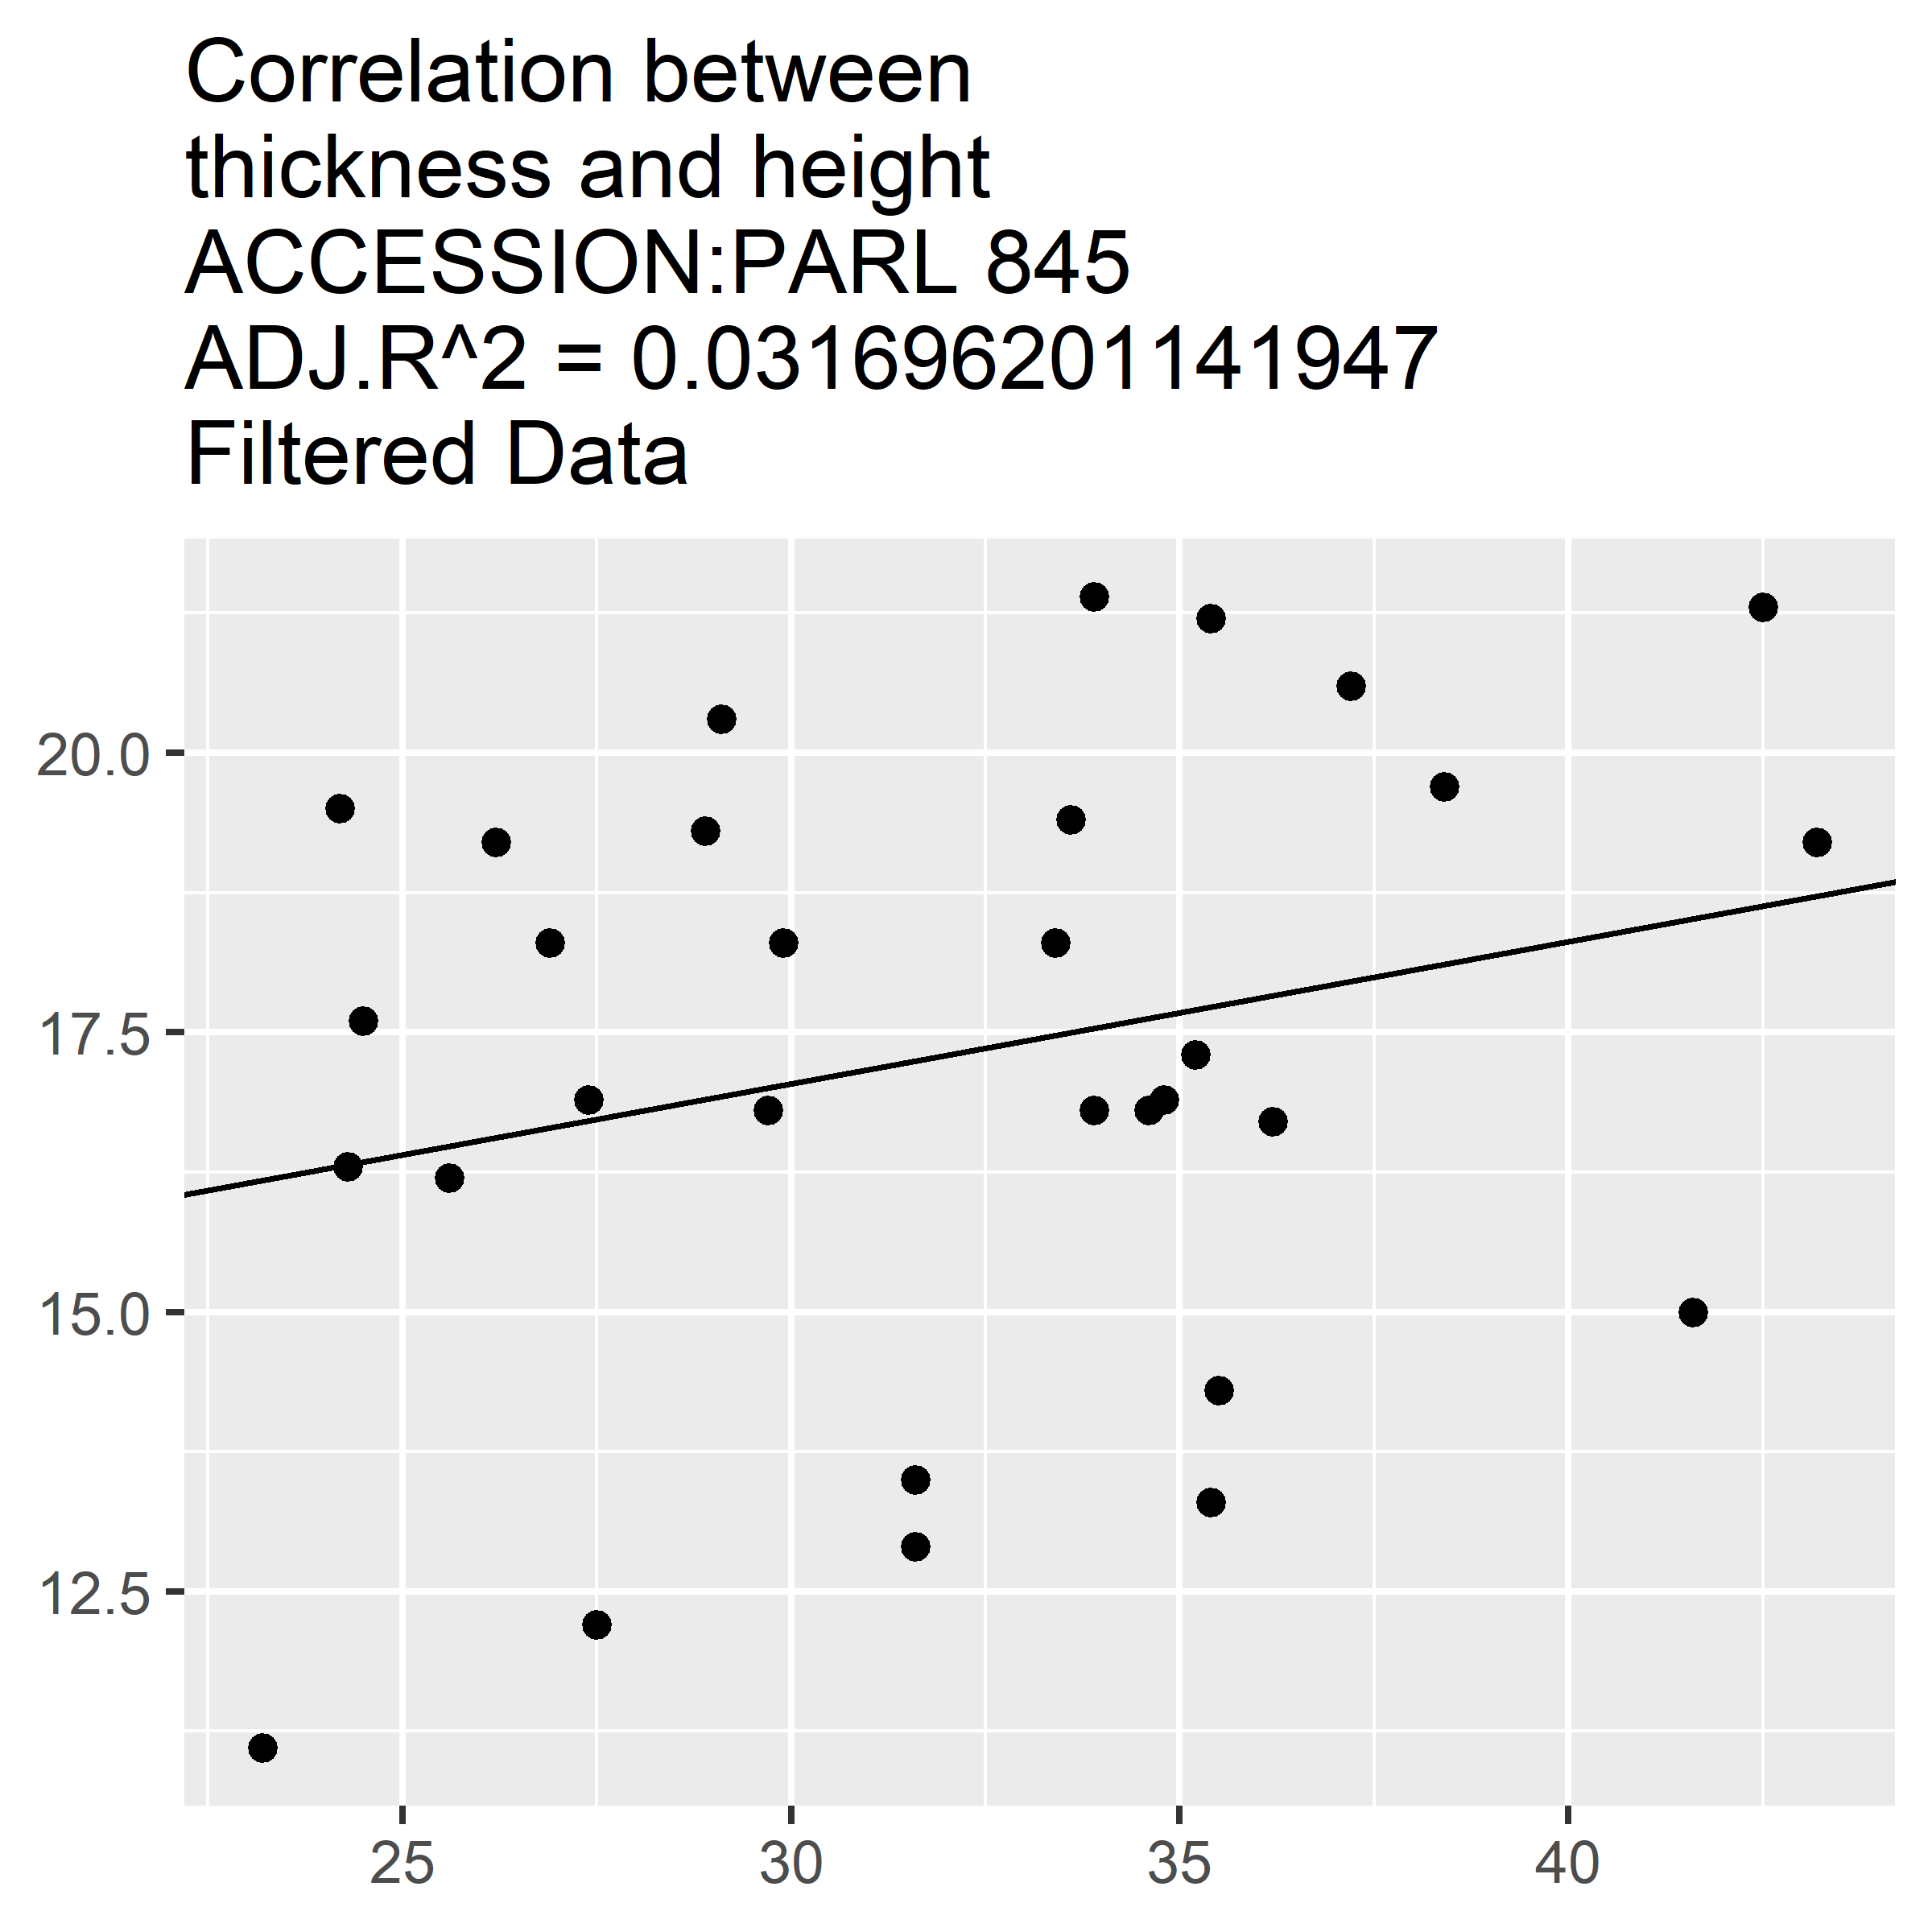 Correlation between
thickness and height
ACCESSION:PARL 845
ADJ.R^2 = 0.031696201141947
Filtered Data
20.0
17.5
15.0
12.5
25 30 35 40